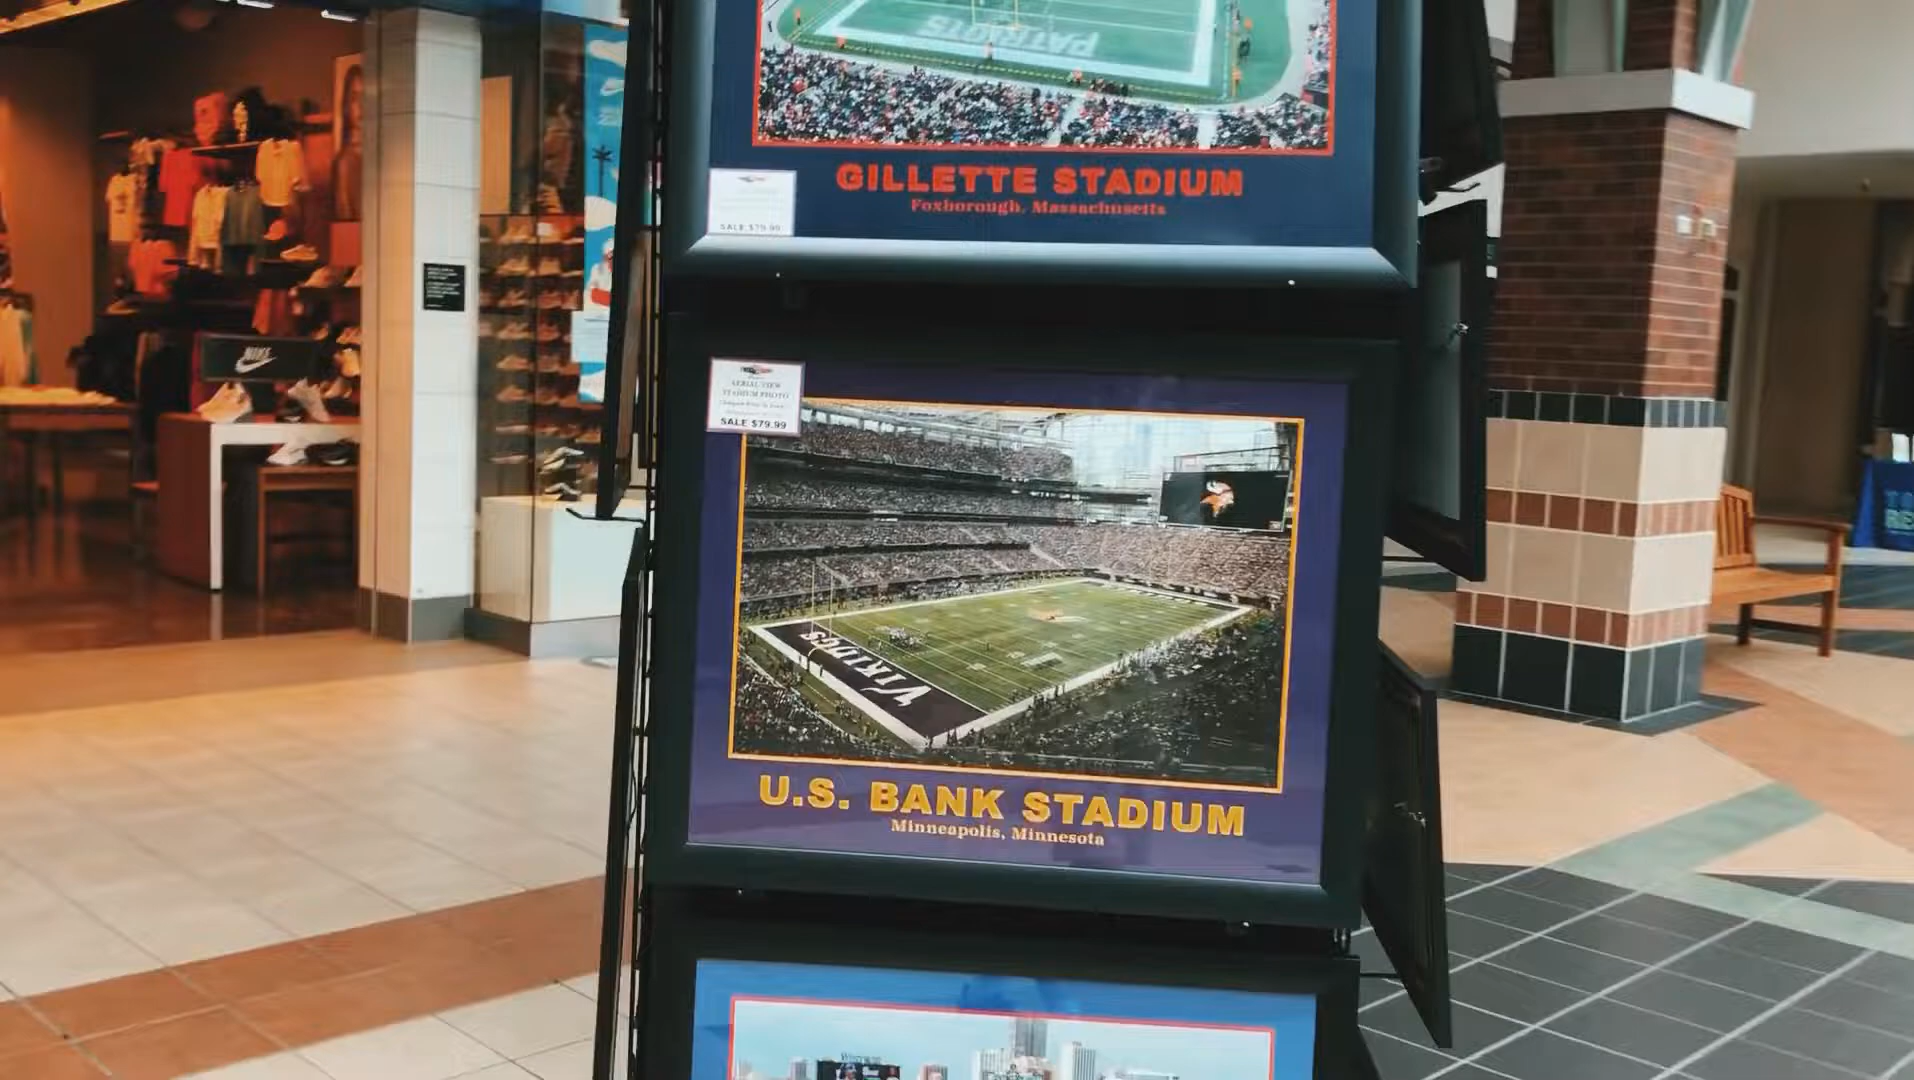 PATRIOTS
GILLETTE STADIUM
Foxborough, Massachusetts
SALE $79.99
NIKE
AERIAL VIEW
STADIUM PHOTO
SALE $79.99
VIKINGS
U.S. BANK STADIUM
Minneapolis, Minnesota